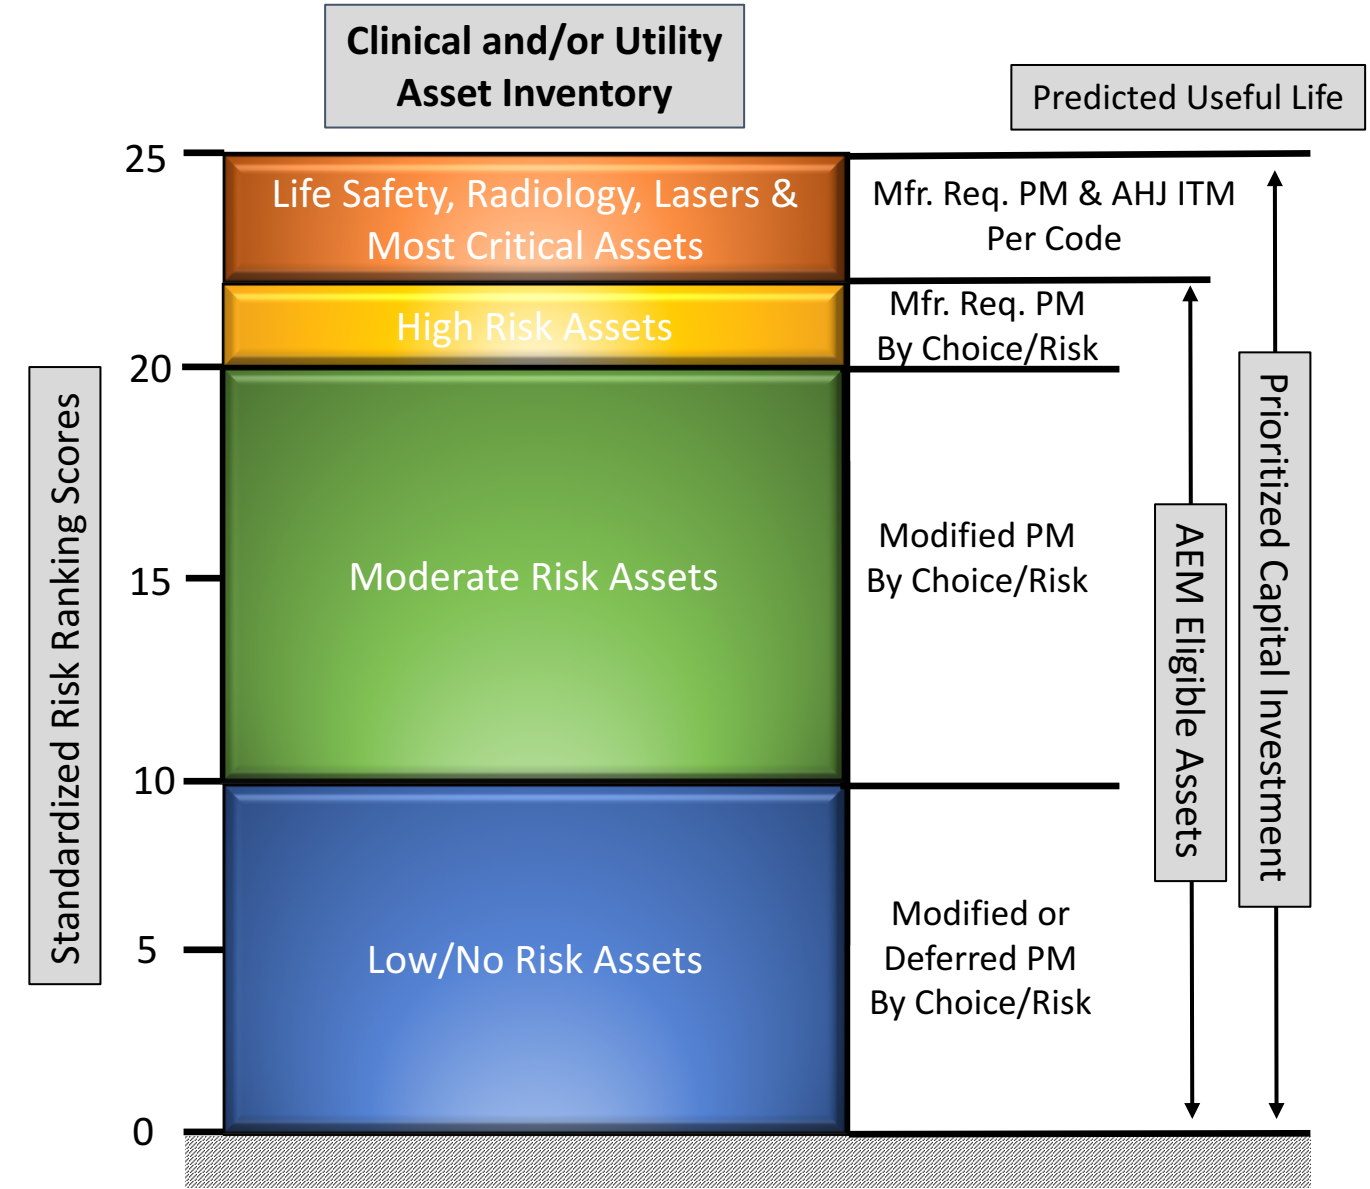 Clinical and/or Utility
Asset Inventory
Predicted Useful Life
25
Life Safety, Radiology, Lasers &
Most Critical Assets
Mfr. Req. PM & AHJ ITM
Per Code
High Risk Assets
Mfr. Req. PM
By Choice/Risk
20
Standardized Risk Ranking Scores
15
Moderate Risk Assets
Modified PM
By Choice/Risk
AEM Eligible Assets
Prioritized Capital Investment
10
5
Low/No Risk Assets
Modified or
Deferred PM
By Choice/Risk
0